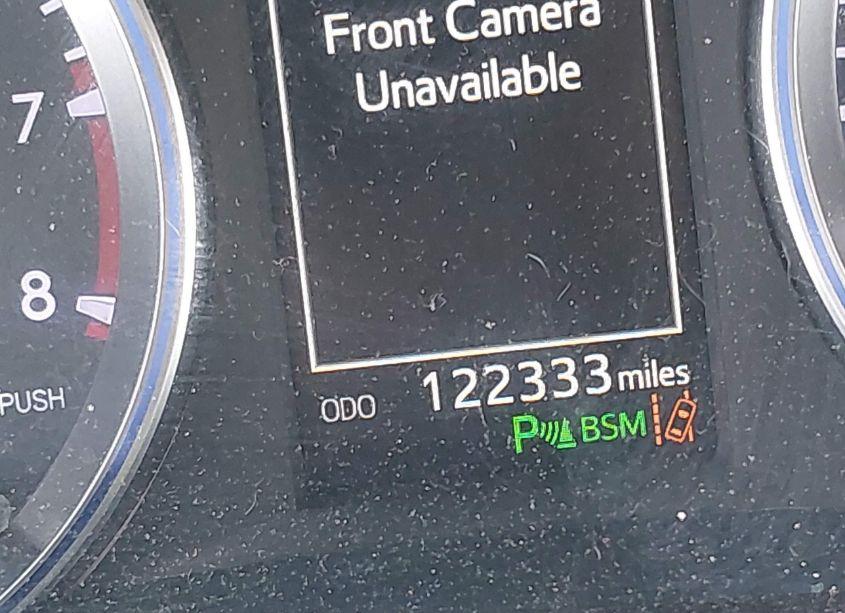 Front Camera
Unavailable
7
8
PUSH
ODO 122333 miles
P BSM